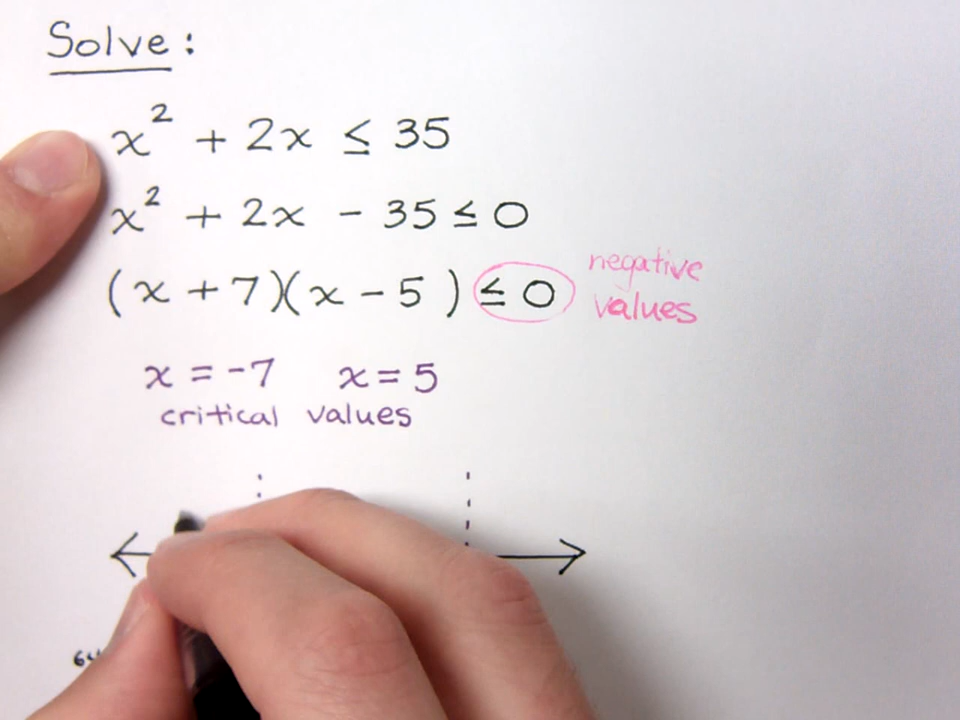 Solve:
x² + 2x ≤ 35
x² + 2x - 35 ≤ 0
(x + 7)(x - 5) ≤ 0
negative
values
x = -7 x = 5
critical values